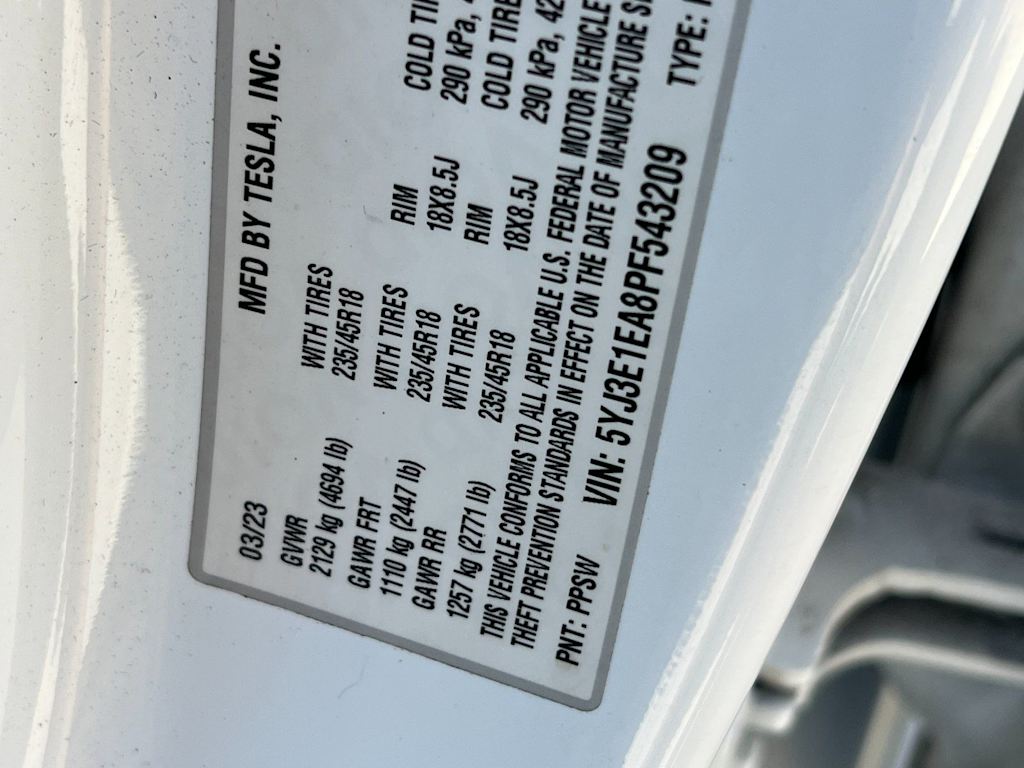 MFD BY TESLA, INC.
03/23
GVWR
2129 kg (4694 lb)
WITH TIRES
235/45R18
RIM
18X8.5J
COLD
290 kPa,
GAWR FRT
1110 kg (2447 lb)
WITH TIRES
235/45R18
RIM
18X8.5J
COLD TIRE
290 kPa, 42
GAWR RR
1257 kg (2771 lb)
WITH TIRES
235/45R18
THIS VEHICLE CONFORMS TO ALL APPLICABLE U.S. FEDERAL MOTOR VEHICLE
THEFT PREVENTION STANDARDS IN EFFECT ON THE DATE OF MANUFACTURE
VIN: 5YJ3E1EA8PF543209
PNT: PPSW
TYPE: